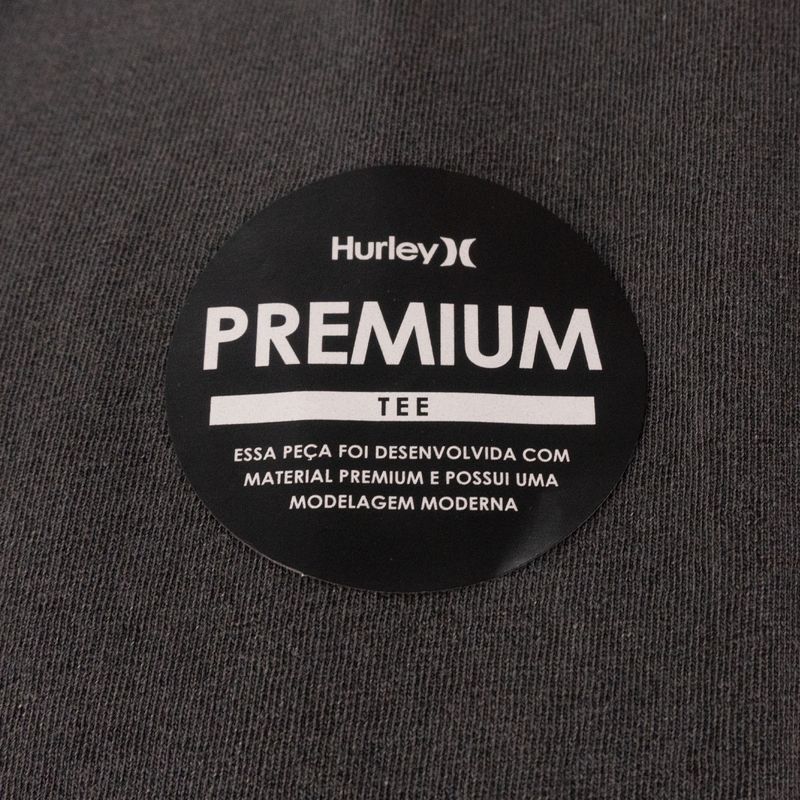 Hurley
PREMIUM
TEE
ESSA PEÇA FOI DESENVOLVIDA COM
MATERIAL PREMIUM E POSSUI UMA
MODELAGEM MODERNA